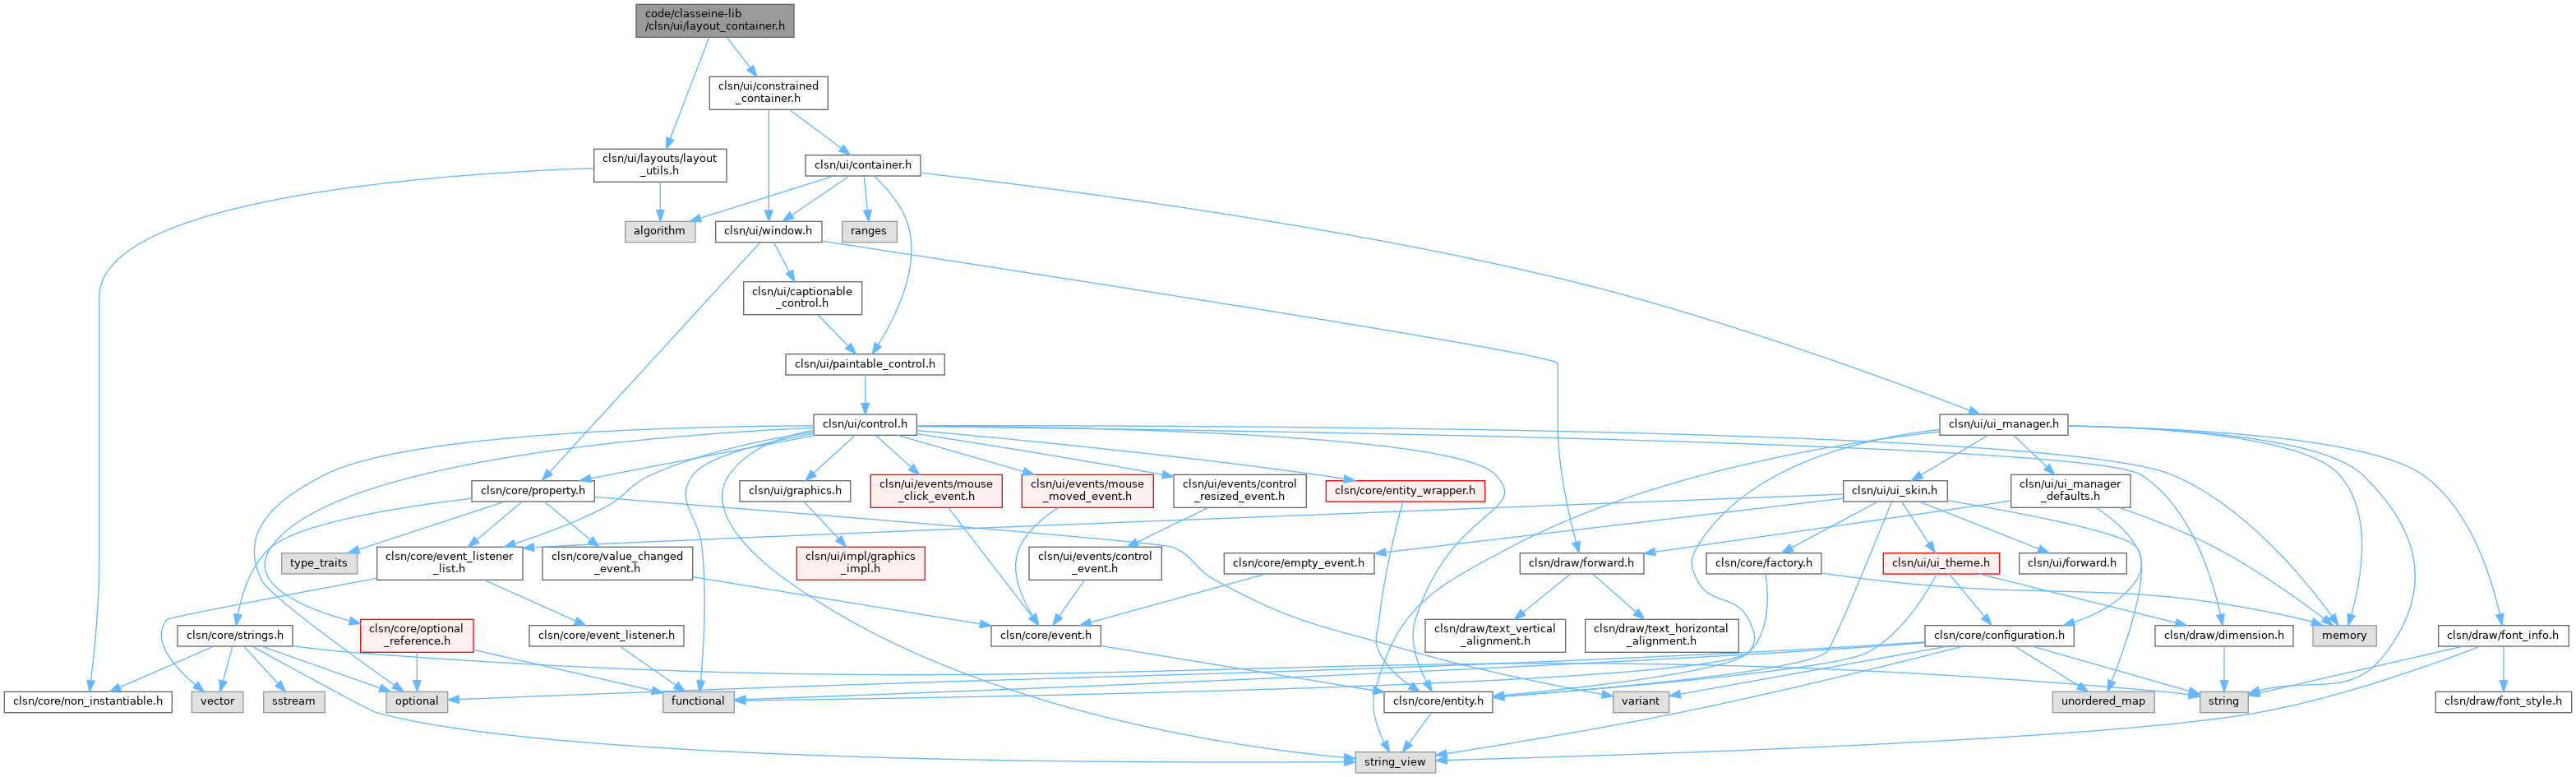 code/classeine-lib
/clsn/ui/layout_container.h
clsn/ui/constrained
_container.h
clsn/ui/layouts/layout
_utils.h
clsn/ui/container.h
algorithm
clsn/ui/window.h
ranges
clsn/ui/captionable
_control.h
clsn/ui/paintable_control.h
clsn/ui/control.h
clsn/ui/ui_manager.h
clsn/core/property.h
clsn/ui/graphics.h
clsn/ui/events/mouse
_click_event.h
clsn/ui/events/mouse
_moved_event.h
clsn/ui/events/control
_resized_event.h
clsn/core/entity_wrapper.h
clsn/ui/ui_skin.h
clsn/ui/ui_manager
_defaults.h
type_traits
clsn/core/event_listener
_list.h
clsn/core/value_changed
_event.h
clsn/ui/impl/graphics
_impl.h
clsn/ui/events/control
_event.h
clsn/core/empty_event.h
clsn/draw/forward.h
clsn/core/factory.h
clsn/ui/ui_theme.h
clsn/ui/forward.h
clsn/core/strings.h
clsn/core/optional
_reference.h
clsn/core/event_listener.h
clsn/core/event.h
clsn/draw/text_vertical
_alignment.h
clsn/draw/text_horizontal
_alignment.h
clsn/core/configuration.h
clsn/draw/dimension.h
memory
clsn/draw/font_info.h
clsn/core/non_instantiable.h
vector
sstream
optional
functional
clsn/core/entity.h
variant
unordered_map
string
clsn/draw/font_style.h
string_view